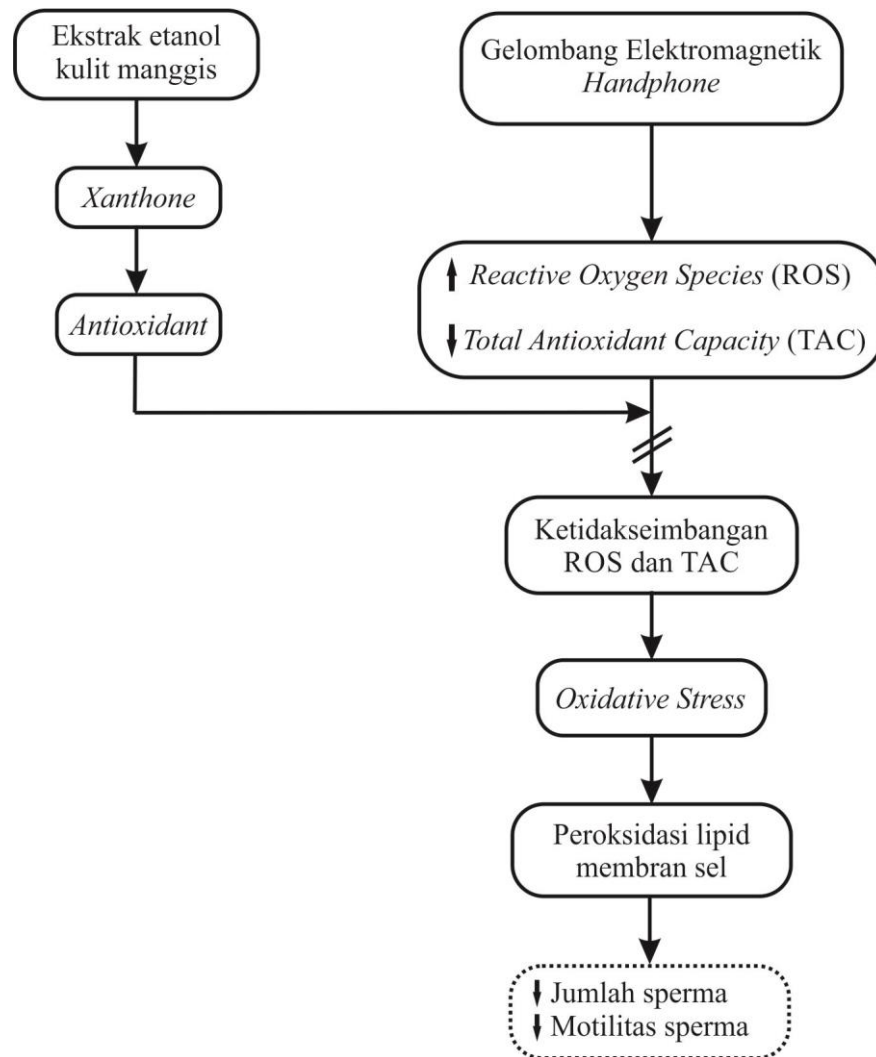 Ekstrak etanol
kulit manggis
Xanthone
Antioxidant
Gelombang Elektromagnetik
Handphone
Reactive Oxygen Species (ROS)
Total Antioxidant Capacity (TAC)
Ketidakseimbangan
ROS dan TAC
Oxidative Stress
Peroksidasi lipid
membran sel
Jumlah sperma
Motilitas sperma